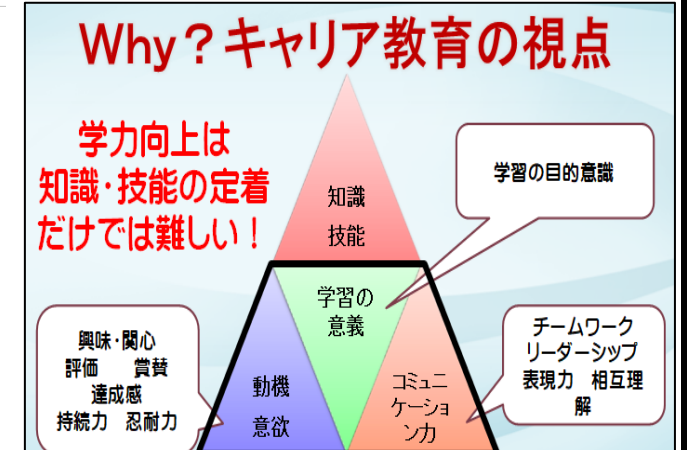 Why？キャリア教育の視点
学力向上は
知識・技能の定着
だけでは難しい！
知識
技能
学習の目的意識
学習の
意義
興味・関心
評価　賞賛
達成感
持続力　忍耐力
動機
意欲
コミュニ
ケーショ
ン力
チームワーク
リーダーシップ
表現力　相互理
解